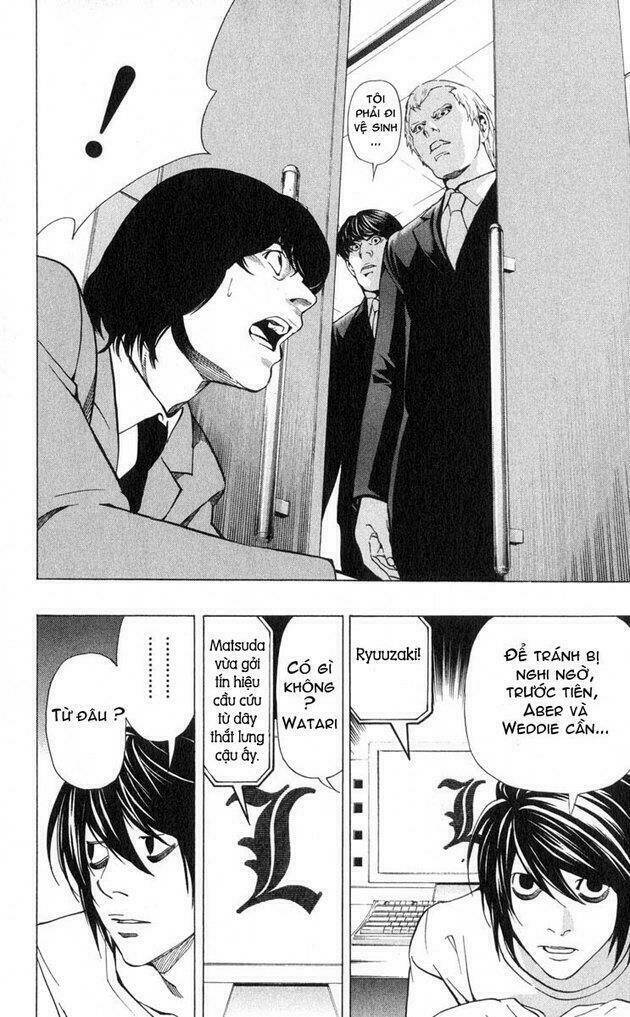 !
TÔI
PHẢI ĐI
VỆ SINH
...
ĐỂ TRÁNH BỊ
NGHI NGỜ,
TRƯỚC TIÊN,
ABER VÀ
WEDDIE CẦN...
Ryuuzaki!
CÓ GÌ
KHÔNG
?
WATARI
Matsuda
vừa gởi
tín hiệu
cầu cứu
từ dây
thắt lưng
cậu ấy.
L
L
.........
.........
TỪ ĐÂU ?